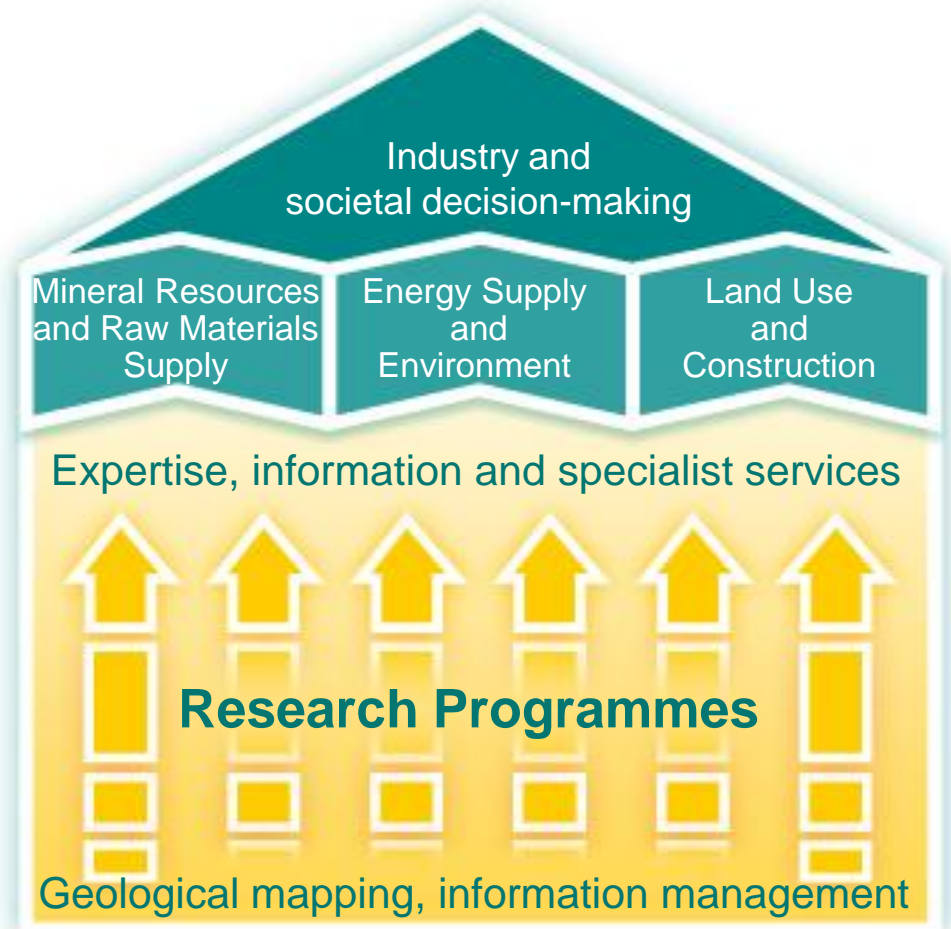 Industry and
societal decision-making
Mineral Resources
and Raw Materials
Supply
Energy Supply
and
Environment
Land Use
and
Construction
Expertise, information and specialist services
Research Programmes
Geological mapping, information management